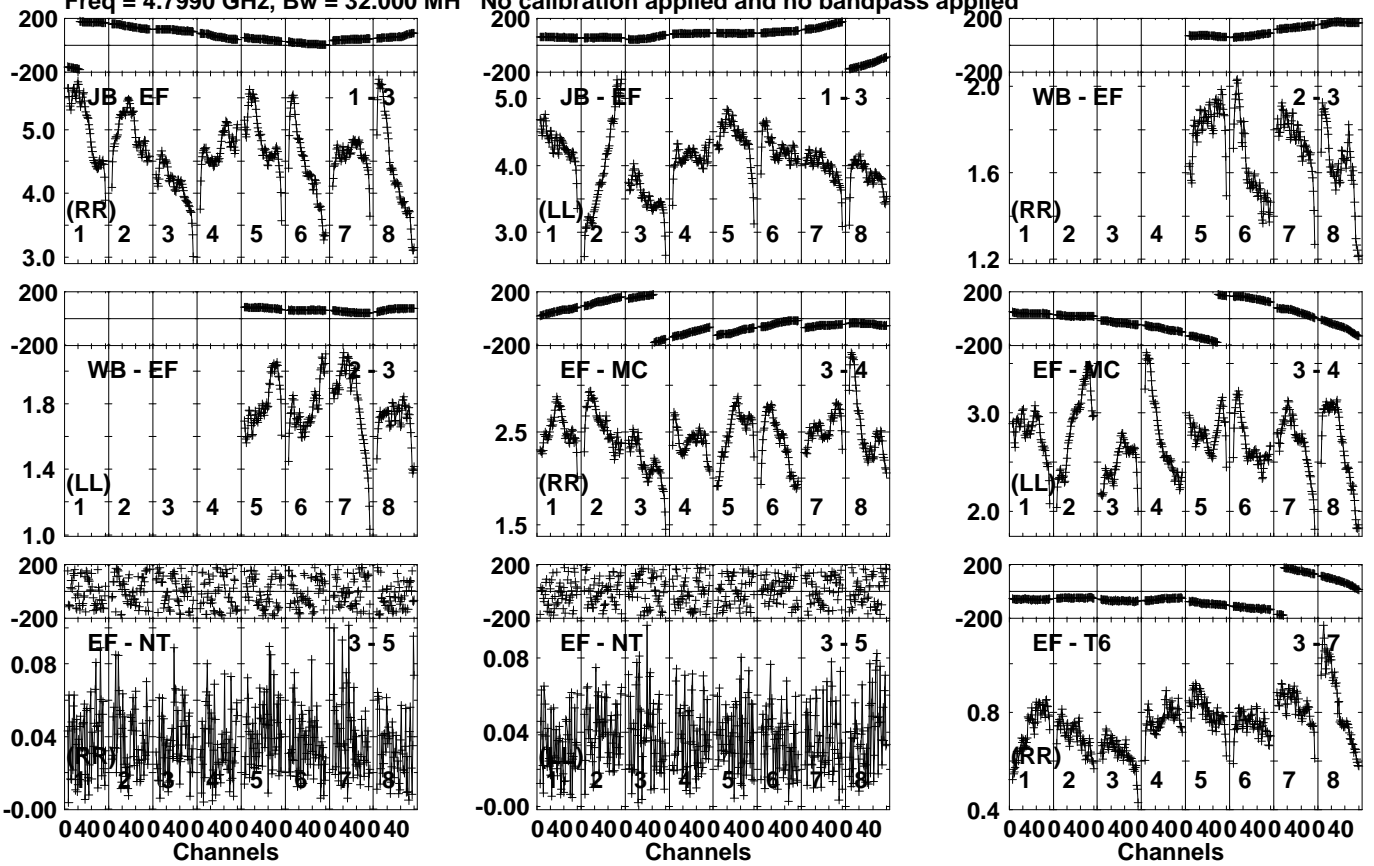 Freq = 4.7990 GHz, Bw = 32.000 MH No calibration applied and no bandpass applied
200
-200
JB - EF 1 - 3
5.0
4.0
3.0
(RR)
1 2 3 4 5 6 7 8
200
-200
JB - EF 1 - 3
5.0
4.0
3.0
(LL)
1 2 3 4 5 6 7 8
200
-200
WB - EF 2 - 3
2.0
1.6
1.2
(RR)
1 2 3 4 5 6 7 8
200
-200
WB - EF 2 - 3
1.8
1.4
1.0
(LL)
1 2 3 4 5 6 7 8
200
-200
EF - MC 3 - 4
2.5
1.5
(RR)
1 2 3 4 5 6 7 8
200
-200
EF - MC 3 - 4
3.0
2.0
(LL)
1 2 3 4 5 6 7 8
200
-200
EF - NT 3 - 5
0.08
0.04
-0.00
(RR)
1 2 3 4 5 6 7 8
0 40 0 40 0 40 0 40 0 40 0 40 0 40 0 40
Channels
200
-200
EF - NT 3 - 5
0.08
0.04
-0.00
(LL)
1 2 3 4 5 6 7 8
0 40 0 40 0 40 0 40 0 40 0 40 0 40 0 40
Channels
200
-200
EF - T6 3 - 7
0.8
0.4
(RR)
1 2 3 4 5 6 7 8
0 40 0 40 0 40 0 40 0 40 0 40 0 40 0 40
Channels